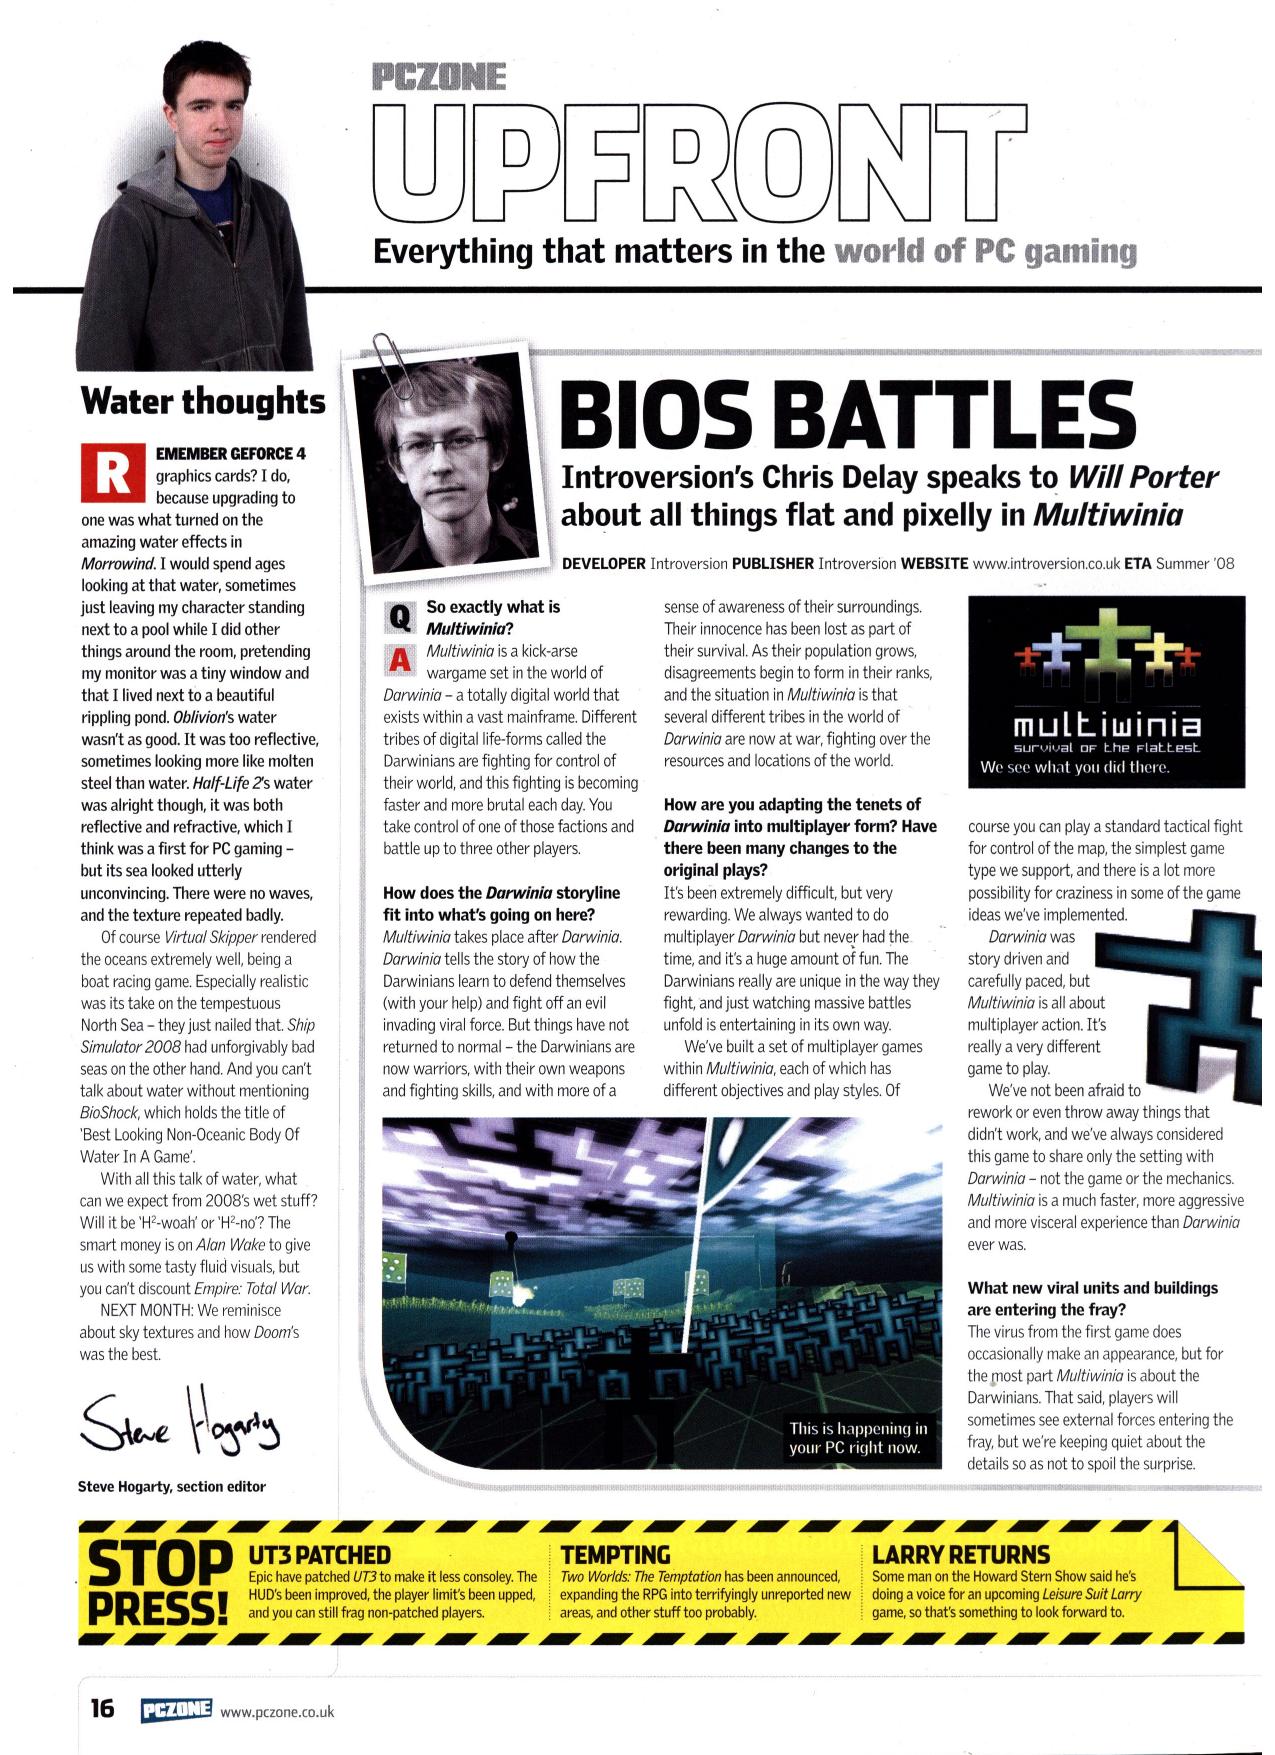 PCZONE
UPFRONT
Everything that matters in the world of PC gaming
Water thoughts
REMEMBER GEFORCE 4
graphics cards? I do,
because upgrading to
one was what turned on the
amazing water effects in
Morrowind. I would spend ages
looking at that water, sometimes
just leaving my character standing
next to a pool while I did other
things around the room, pretending
my monitor was a tiny window and
that I lived next to a beautiful
rippling pond. Oblivion's water
wasn't as good. It was too reflective,
sometimes looking more like molten
steel than water. Half-Life 2's water
was alright though, it was both
reflective and refractive, which I
think was a first for PC gaming –
but its sea looked utterly
unconvincing. There were no waves,
and the texture repeated badly.
Of course Virtual Skipper rendered
the oceans extremely well, being a
boat racing game. Especially realistic
was its take on the tempestuous
North Sea – they just nailed that. Ship
Simulator 2008 had unforgivably bad
seas on the other hand. And you can't
talk about water without mentioning
BioShock, which holds the title of
'Best Looking Non-Oceanic Body Of
Water In A Game'.
With all this talk of water, what
can we expect from 2008's wet stuff?
Will it be 'H²-woah' or 'H²-no'? The
smart money is on Alan Wake to give
us with some tasty fluid visuals, but
you can't discount Empire: Total War.
NEXT MONTH: We reminisce
about sky textures and how Doom's
was the best.
Steve Hogarty
Steve Hogarty, section editor
BIOS BATTLES
Introversion's Chris Delay speaks to Will Porter
about all things flat and pixelly in Multiwinia
DEVELOPER Introversion PUBLISHER Introversion WEBSITE www.introversion.co.uk ETA Summer '08
Q So exactly what is
Multiwinia?
A Multiwinia is a kick-arse
wargame set in the world of
Darwinia – a totally digital world that
exists within a vast mainframe. Different
tribes of digital life-forms called the
Darwinians are fighting for control of
their world, and this fighting is becoming
faster and more brutal each day. You
take control of one of those factions and
battle up to three other players.
How does the Darwinia storyline
fit into what's going on here?
Multiwinia takes place after Darwinia.
Darwinia tells the story of how the
Darwinians learn to defend themselves
(with your help) and fight off an evil
invading viral force. But things have not
returned to normal – the Darwinians are
now warriors, with their own weapons
and fighting skills, and with more of a
sense of awareness of their surroundings.
Their innocence has been lost as part of
their survival. As their population grows,
disagreements begin to form in their ranks,
and the situation in Multiwinia is that
several different tribes in the world of
Darwinia are now at war, fighting over the
resources and locations of the world.
How are you adapting the tenets of
Darwinia into multiplayer form? Have
there been many changes to the
original plays?
It's been extremely difficult, but very
rewarding. We always wanted to do
multiplayer Darwinia but never had the
time, and it's a huge amount of fun. The
Darwinians really are unique in the way they
fight, and just watching massive battles
unfold is entertaining in its own way.
We've built a set of multiplayer games
within Multiwinia, each of which has
different objectives and play styles. Of
multiwinia
survival of the flattest
We see what you did there.
course you can play a standard tactical fight
for control of the map, the simplest game
type we support, and there is a lot more
possibility for craziness in some of the game
ideas we've implemented.
Darwinia was
story driven and
carefully paced, but
Multiwinia is all about
multiplayer action. It's
really a very different
game to play.
We've not been afraid to
rework or even throw away things that
didn't work, and we've always considered
this game to share only the setting with
Darwinia – not the game or the mechanics.
Multiwinia is a much faster, more aggressive
and more visceral experience than Darwinia
ever was.
What new viral units and buildings
are entering the fray?
The virus from the first game does
occasionally make an appearance, but for
the most part Multiwinia is about the
Darwinians. That said, players will
sometimes see external forces entering the
fray, but we're keeping quiet about the
details so as not to spoil the surprise.
This is happening in
your PC right now.
STOP
PRESS!
UT3 PATCHED
Epic have patched UT3 to make it less consoley. The
HUD's been improved, the player limit's been upped,
and you can still frag non-patched players.
TEMPTING
Two Worlds: The Temptation has been announced,
expanding the RPG into terrifyingly unreported new
areas, and other stuff too probably.
LARRY RETURNS
Some man on the Howard Stern Show said he's
doing a voice for an upcoming Leisure Suit Larry
game, so that's something to look forward to.
16 PCZONE www.pczone.co.uk